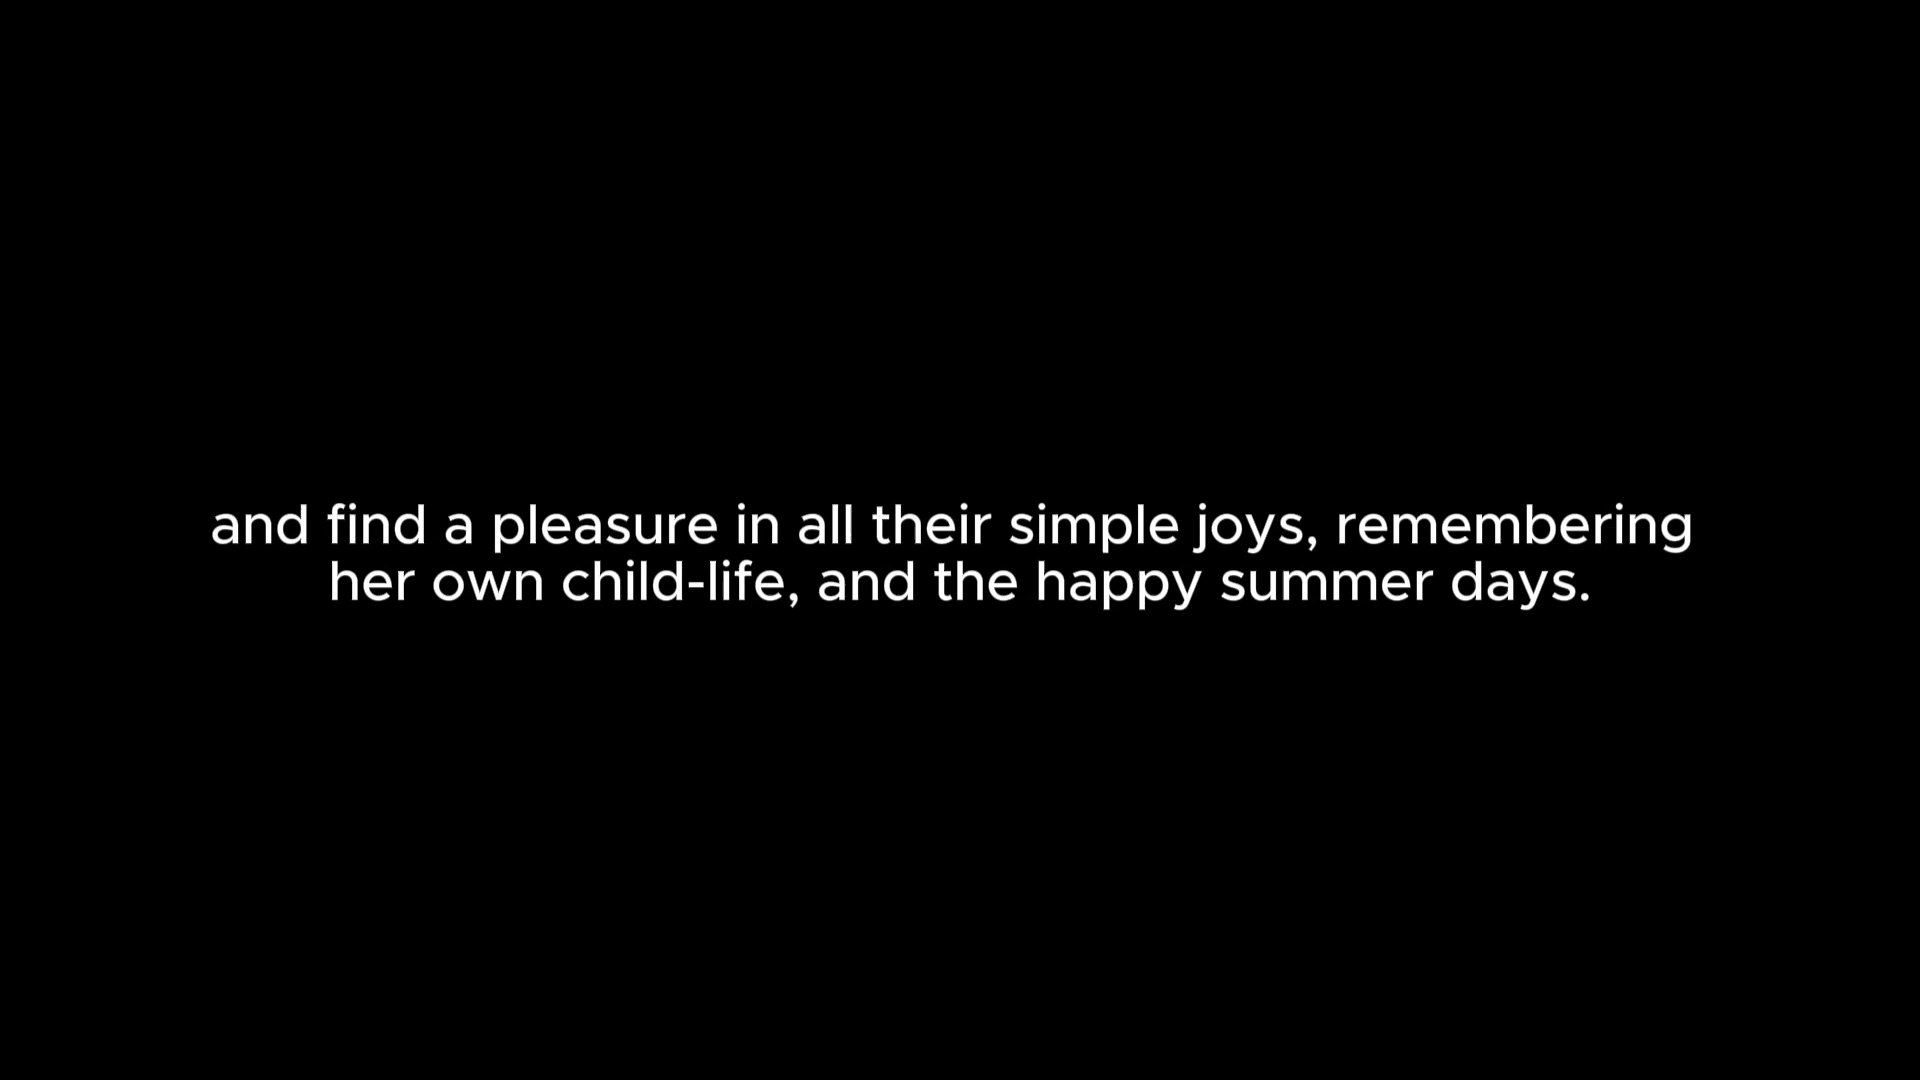 and find a pleasure in all their simple joys, remembering
her own child-life, and the happy summer days.